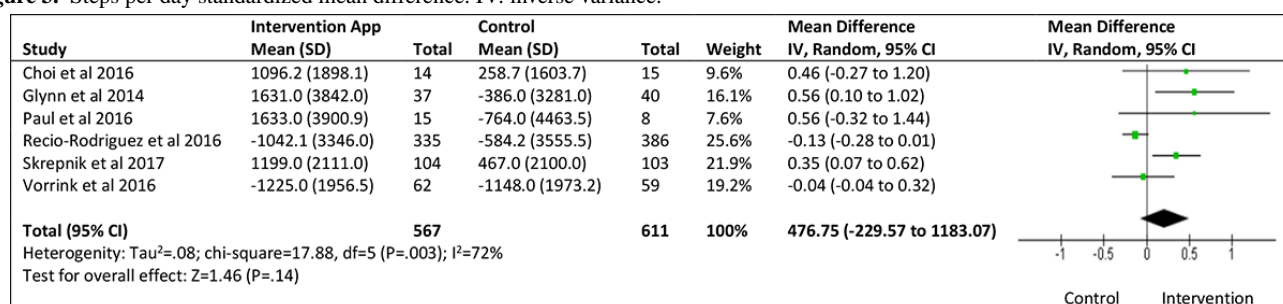 Figure 3. Steps per day standardized mean difference. IV: inverse variance.
Intervention App Control Mean Difference Mean Difference
Study Mean (SD) Total Mean (SD) Total Weight IV, Random, 95% CI IV, Random, 95% CI
Choi et al 2016 1096.2 (1898.1) 14 258.7 (1603.7) 15 9.6% 0.46 (-0.27 to 1.20)
Glynn et al 2014 1631.0 (3842.0) 37 -386.0 (3281.0) 40 16.1% 0.56 (0.10 to 1.02)
Paul et al 2016 1633.0 (3900.9) 15 -764.0 (4463.5) 8 7.6% 0.56 (-0.32 to 1.44)
Recio-Rodriguez et al 2016 -1042.1 (3346.0) 335 -584.2 (3555.5) 386 25.6% -0.13 (-0.28 to 0.01)
Skrepnik et al 2017 1199.0 (2111.0) 104 467.0 (2100.0) 103 21.9% 0.35 (0.07 to 0.62)
Vorrink et al 2016 -1225.0 (1956.5) 62 -1148.0 (1973.2) 59 19.2% -0.04 (-0.04 to 0.32)
Total (95% CI) 567 611 100% 476.75 (-229.57 to 1183.07)
Heterogenity: Tau²=.08; chi-square=17.88, df=5 (P=.003); I²=72%
Test for overall effect: Z=1.46 (P=.14)
-1 -0.5 0 0.5 1
Control Intervention